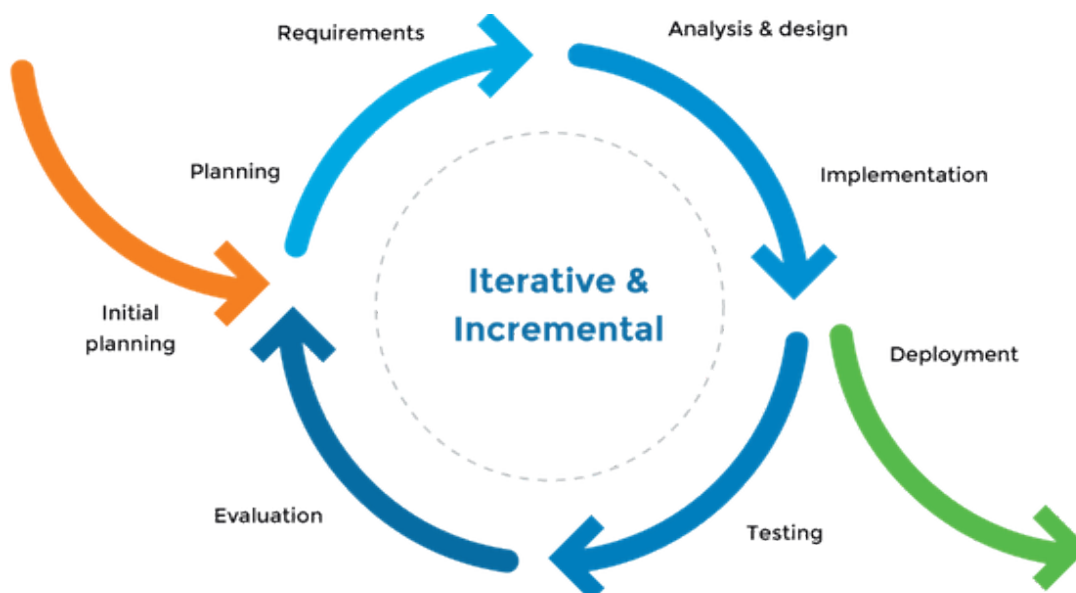 Requirements
Analysis & design
Planning
Implementation
Iterative &
Incremental
Initial
planning
Deployment
Evaluation
Testing